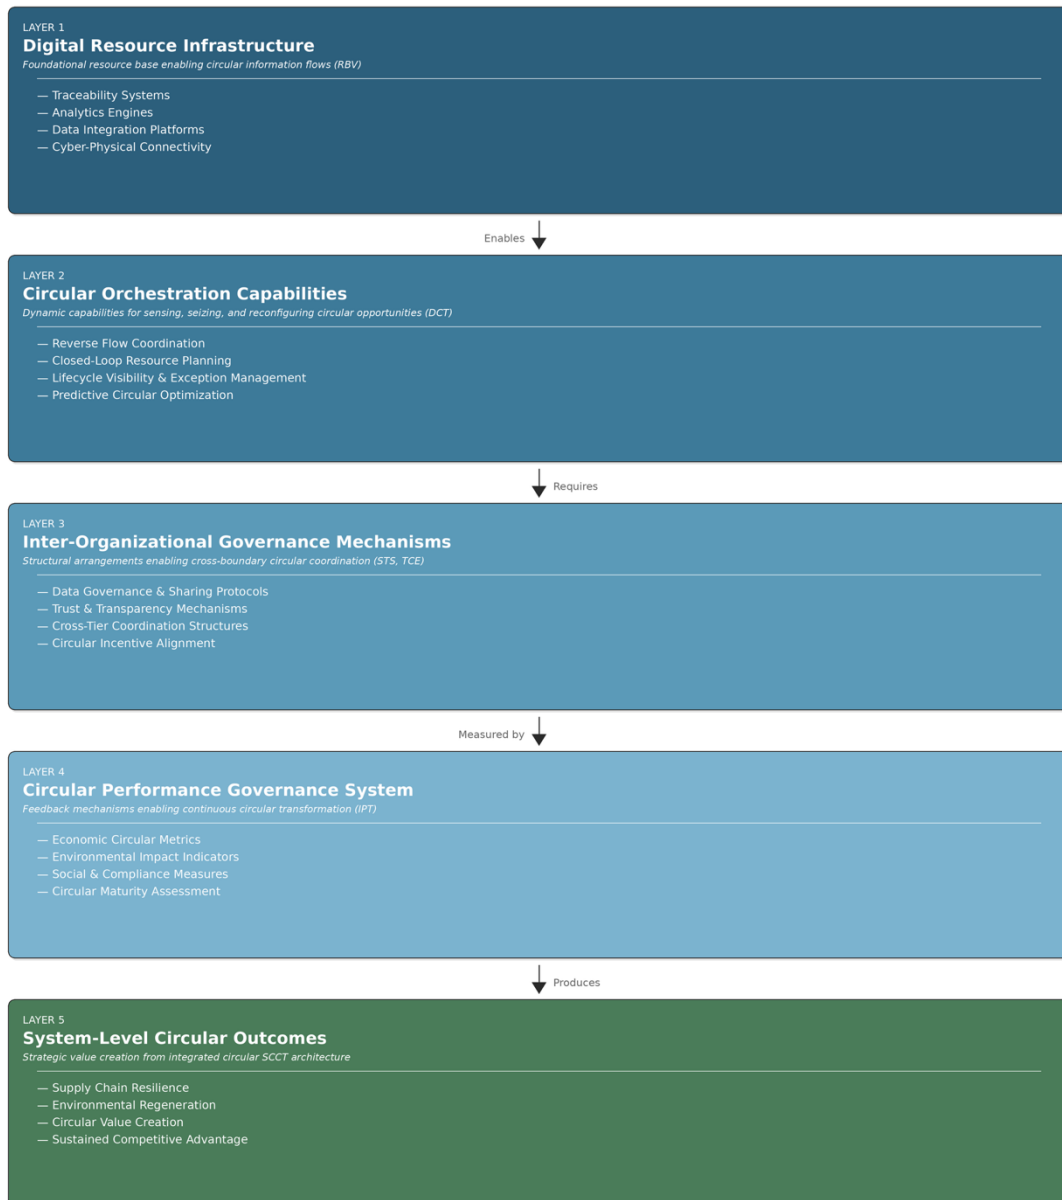 LAYER 1
Digital Resource Infrastructure
Foundational resource base enabling circular information flows (RBV)
— Traceability Systems
— Analytics Engines
— Data Integration Platforms
— Cyber-Physical Connectivity
Enables
LAYER 2
Circular Orchestration Capabilities
Dynamic capabilities for sensing, seizing, and reconfiguring circular opportunities (DCT)
— Reverse Flow Coordination
— Closed-Loop Resource Planning
— Lifecycle Visibility & Exception Management
— Predictive Circular Optimization
Requires
LAYER 3
Inter-Organizational Governance Mechanisms
Structural arrangements enabling cross-boundary circular coordination (STS, TCE)
— Data Governance & Sharing Protocols
— Trust & Transparency Mechanisms
— Cross-Tier Coordination Structures
— Circular Incentive Alignment
Measured by
LAYER 4
Circular Performance Governance System
Feedback mechanisms enabling continuous circular transformation (IPT)
— Economic Circular Metrics
— Environmental Impact Indicators
— Social & Compliance Measures
— Circular Maturity Assessment
Produces
LAYER 5
System-Level Circular Outcomes
Strategic value creation from integrated circular SCCT architecture
— Supply Chain Resilience
— Environmental Regeneration
— Circular Value Creation
— Sustained Competitive Advantage